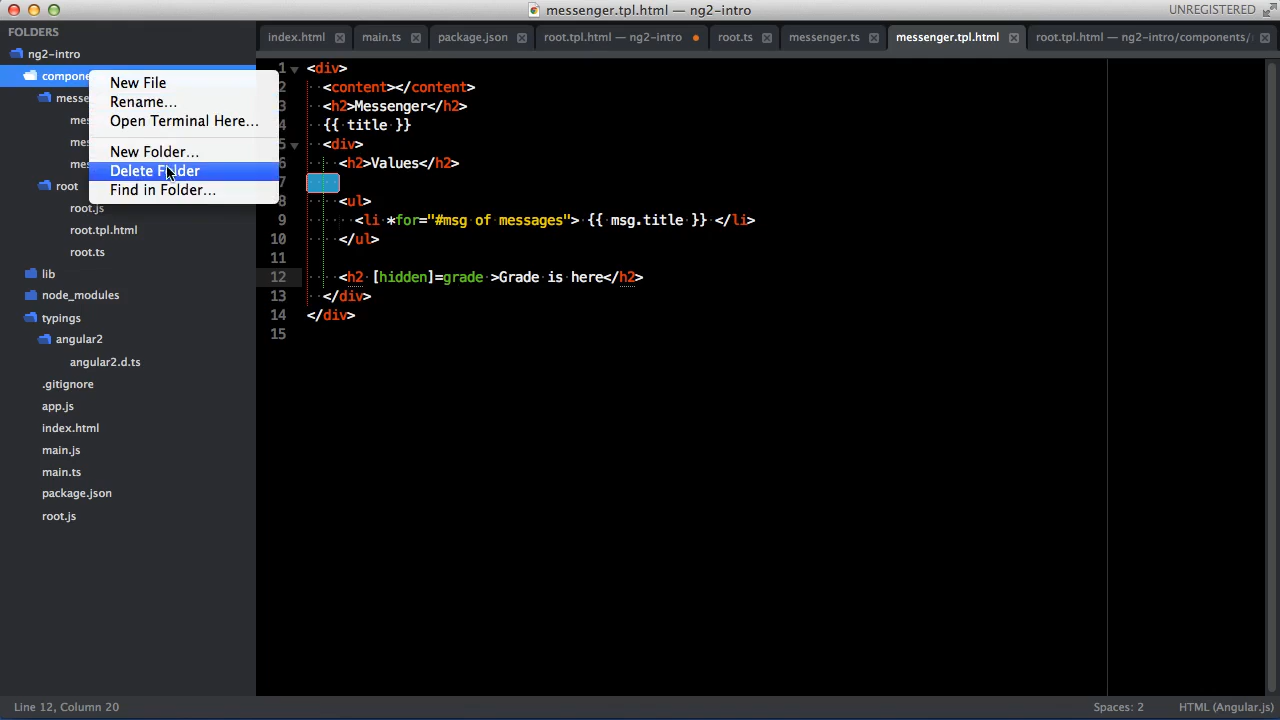 messenger.tpl.html — ng2-intro
UNREGISTERED
FOLDERS
ng2-intro
compone
messe
me
me
me
root
root.js
root.tpl.html
root.ts
lib
node_modules
typings
angular2
angular2.d.ts
.gitignore
app.js
index.html
main.js
main.ts
package.json
root.js
New File
Rename...
Open Terminal Here...
New Folder...
Delete Folder
Find in Folder...
index.html
main.ts
package.json
root.tpl.html — ng2-intro
root.ts
messenger.ts
messenger.tpl.html
root.tpl.html — ng2-intro/components/
1 <div>
2 <content></content>
3 <h2>Messenger</h2>
4 {{ title }}
5 <div>
6 <h2>Values</h2>
7
8 <ul>
9 <li *for="#msg of messages"> {{ msg.title }} </li>
10 </ul>
11
12 <h2 [hidden]=grade >Grade is here</h2>
13 </div>
14 </div>
15
Line 12, Column 20
Spaces: 2
HTML (Angular.js)